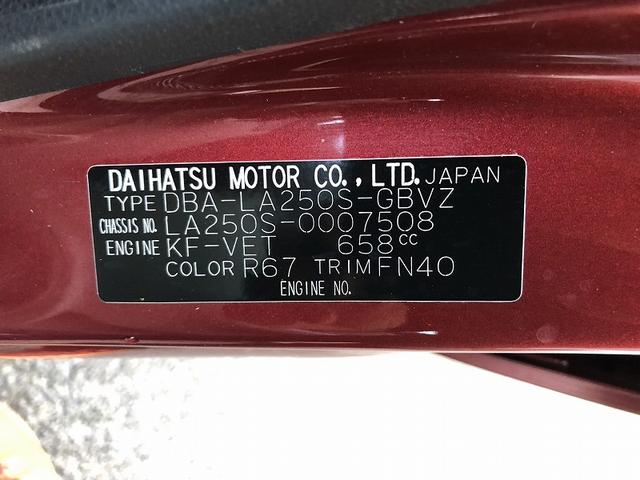 DAIHATSU MOTOR CO., LTD. JAPAN
TYPE DBA-LA250S-GBVZ
CHASSIS NO. LA250S-0007508
ENGINE KF-VET 658cc
COLOR R67 TRIM FN40
ENGINE NO.